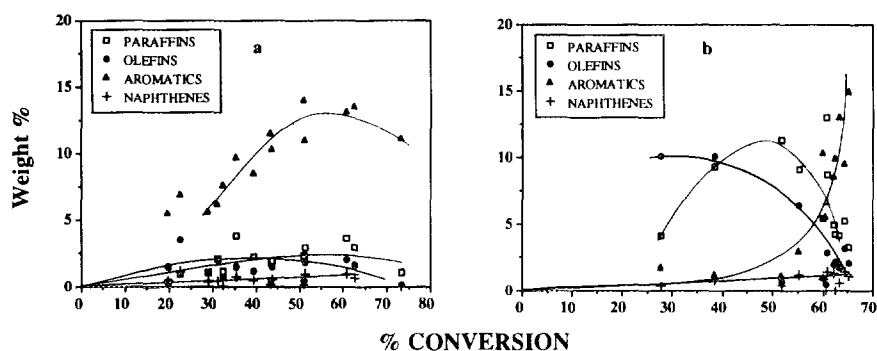 20
15
10
5
0
Weight %
PARAFFINS
OLEFINS
AROMATICS
NAPHTHENES
a
0 10 20 30 40 50 60 70 80
20
15
10
5
0
PARAFFINS
OLEFINS
AROMATICS
NAPHTHENES
b
0 10 20 30 40 50 60 70
% CONVERSION